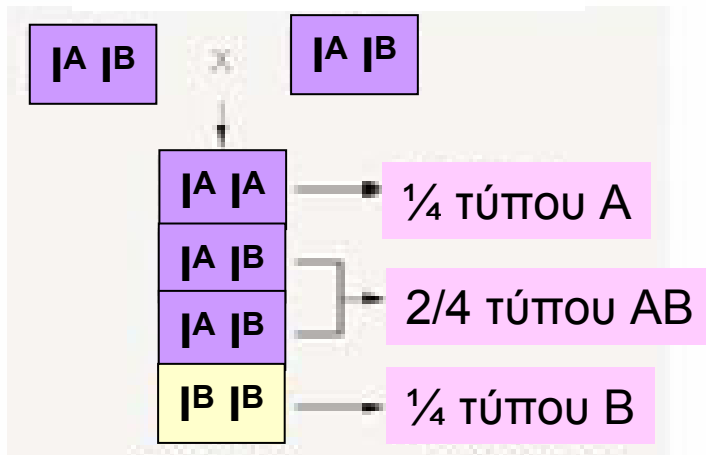 Iᴬ Iᴮ x Iᴬ Iᴮ
Iᴬ Iᴬ ¼ τύπου Α
Iᴬ Iᴮ
2/4 τύπου ΑΒ
Iᴬ Iᴮ
Iᴮ Iᴮ ¼ τύπου Β